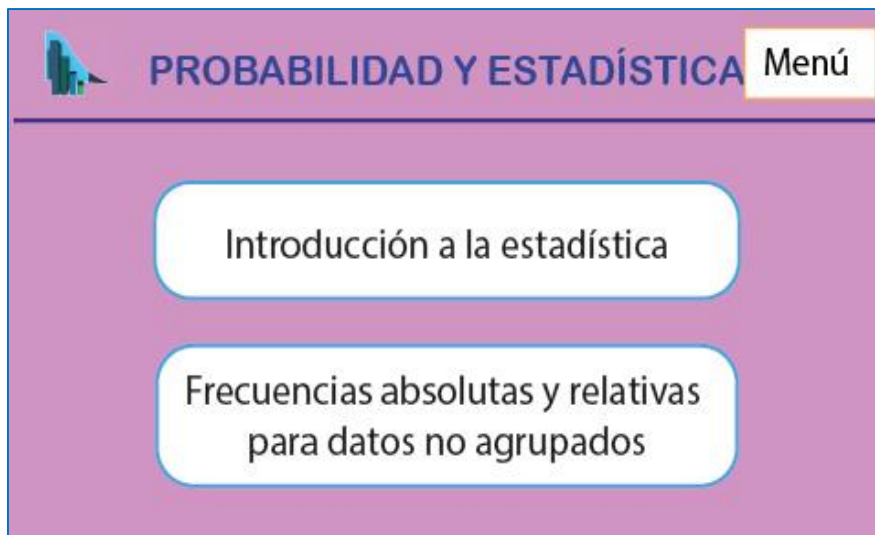 PROBABILIDAD Y ESTADÍSTICA
Menú
Introducción a la estadística
Frecuencias absolutas y relativas
para datos no agrupados